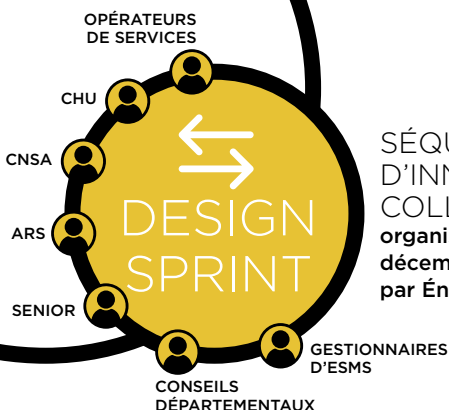 OPÉRATEURS
DE SERVICES
CHU
CNSA
ARS
SENIOR
CONSEILS
DÉPARTEMENTAUX
GESTIONNAIRES
D'ESMS
DESIGN
SPRINT
D'INN
COLL
organi
décem
par Én